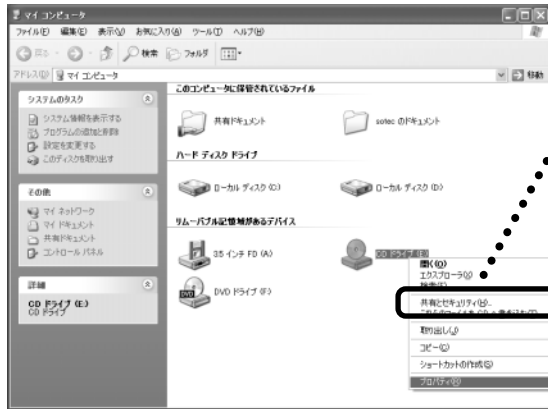 マイ コンピュータ
ファイル(F) 編集(E) 表示(V) お気に入り(A) ツール(T) ヘルプ(H)
戻る 検索 フォルダ
アドレス(D) マイ コンピュータ 移動
システムのタスク
システム情報を表示する
プログラムの追加と削除
設定を変更する
このディスクを取り出す
その他
マイ ネットワーク
マイ ドキュメント
共有ドキュメント
コントロール パネル
詳細
CD ドライブ (E:)
CD ドライブ
このコンピュータに保管されているファイル
共有ドキュメント sotec のドキュメント
ハード ディスク ドライブ
ローカル ディスク (C:) ローカル ディスク (D:)
リムーバブル記憶域があるデバイス
3.5 インチ FD (A:) CD ドライブ (E:)
DVD ドライブ (F:)
開く(O)
エクスプローラ(X)
検索(E)...
共有とセキュリティ(H)...
取り出し(J)
コピー(C)
ショートカットの作成(S)
プロパティ(R)